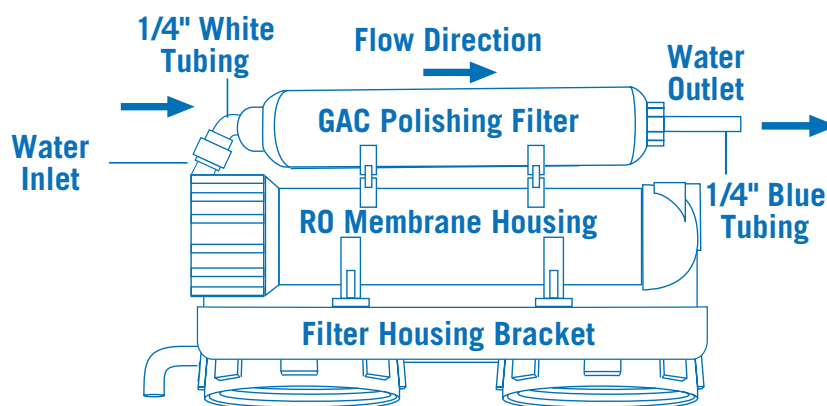 1/4" White
Tubing
Flow Direction
Water
Outlet
GAC Polishing Filter
Water
Inlet
1/4" Blue
Tubing
RO Membrane Housing
Filter Housing Bracket